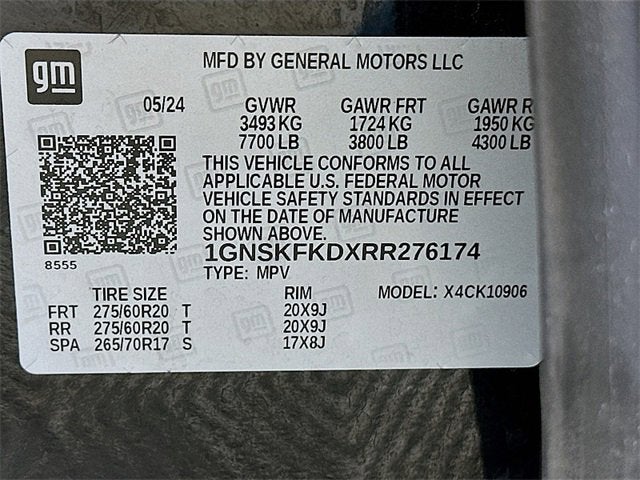 gm
MFD BY GENERAL MOTORS LLC
05/24 GVWR GAWR FRT GAWR R
3493 KG 1724 KG 1950 KG
7700 LB 3800 LB 4300 LB
THIS VEHICLE CONFORMS TO ALL
APPLICABLE U.S. FEDERAL MOTOR
VEHICLE SAFETY STANDARDS IN EFFECT
ON THE DATE OF MANUFACTURE
SHOWN ABOVE.
8555
1GNSKFKDXRR276174
TYPE: MPV
TIRE SIZE RIM MODEL: X4CK10906
FRT 275/60R20 T 20X9J
RR 275/60R20 T 20X9J
SPA 265/70R17 S 17X8J